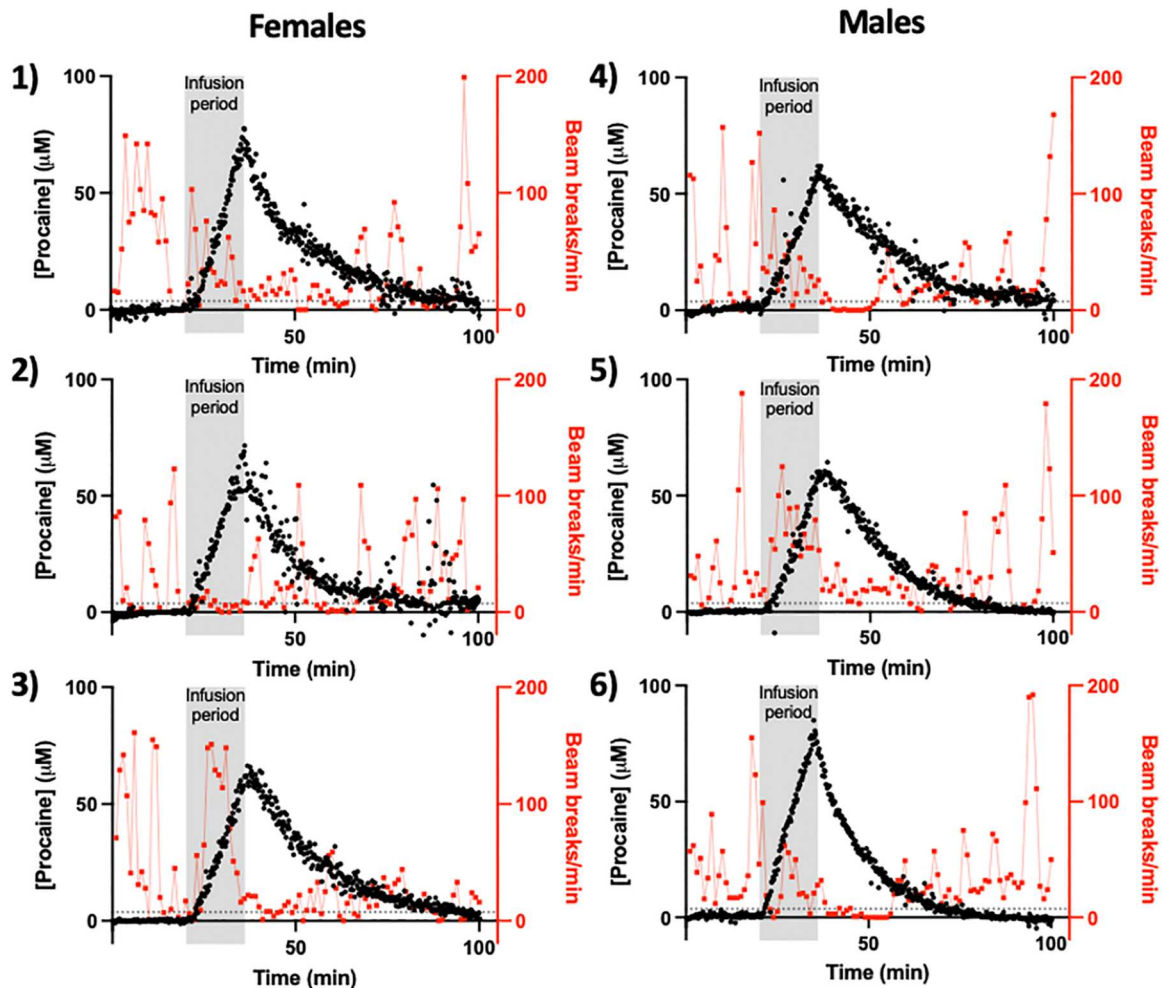 Females
Males
1)
100
50
0
[Procaine] (μM)
Infusion
period
200
100
0
Beam breaks/min
50
100
Time (min)
4)
100
50
0
[Procaine] (μM)
Infusion
period
200
100
0
Beam breaks/min
50
100
Time (min)
2)
100
50
0
[Procaine] (μM)
Infusion
period
200
100
0
Beam breaks/min
50
100
Time (min)
5)
100
50
0
[Procaine] (μM)
Infusion
period
200
100
0
Beam breaks/min
50
100
Time (min)
3)
100
50
0
[Procaine] (μM)
Infusion
period
200
100
0
Beam breaks/min
50
100
Time (min)
6)
100
50
0
[Procaine] (μM)
Infusion
period
200
100
0
Beam breaks/min
50
100
Time (min)